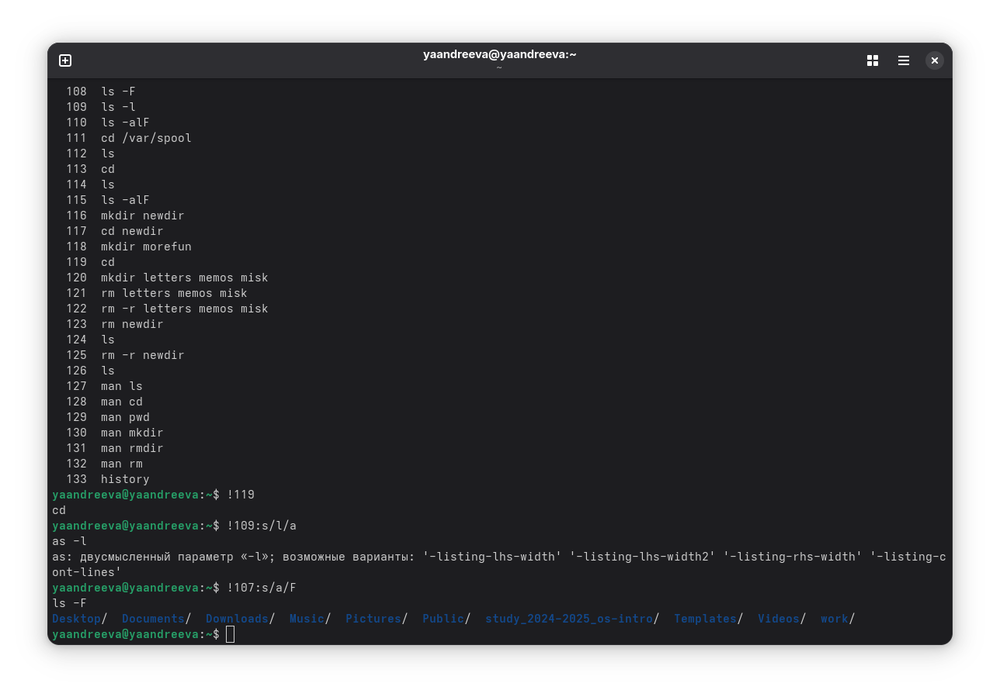 yaandreeva@yaandreeva:~
~
108 ls -F
109 ls -l
110 ls -alF
111 cd /var/spool
112 ls
113 cd
114 ls
115 ls -alF
116 mkdir newdir
117 cd newdir
118 mkdir morefun
119 cd
120 mkdir letters memos misk
121 rm letters memos misk
122 rm -r letters memos misk
123 rm newdir
124 ls
125 rm -r newdir
126 ls
127 man ls
128 man cd
129 man pwd
130 man mkdir
131 man rmdir
132 man rm
133 history
yaandreeva@yaandreeva:~$ !119
cd
yaandreeva@yaandreeva:~$ !109:s/l/a
as -l
as: двусмысленный параметр «-l»; возможные варианты: '-listing-lhs-width' '-listing-lhs-width2' '-listing-rhs-width' '-listing-c
ont-lines'
yaandreeva@yaandreeva:~$ !107:s/a/F
ls -F
Desktop/ Documents/ Downloads/ Music/ Pictures/ Public/ study_2024-2025_os-intro/ Templates/ Videos/ work/
yaandreeva@yaandreeva:~$